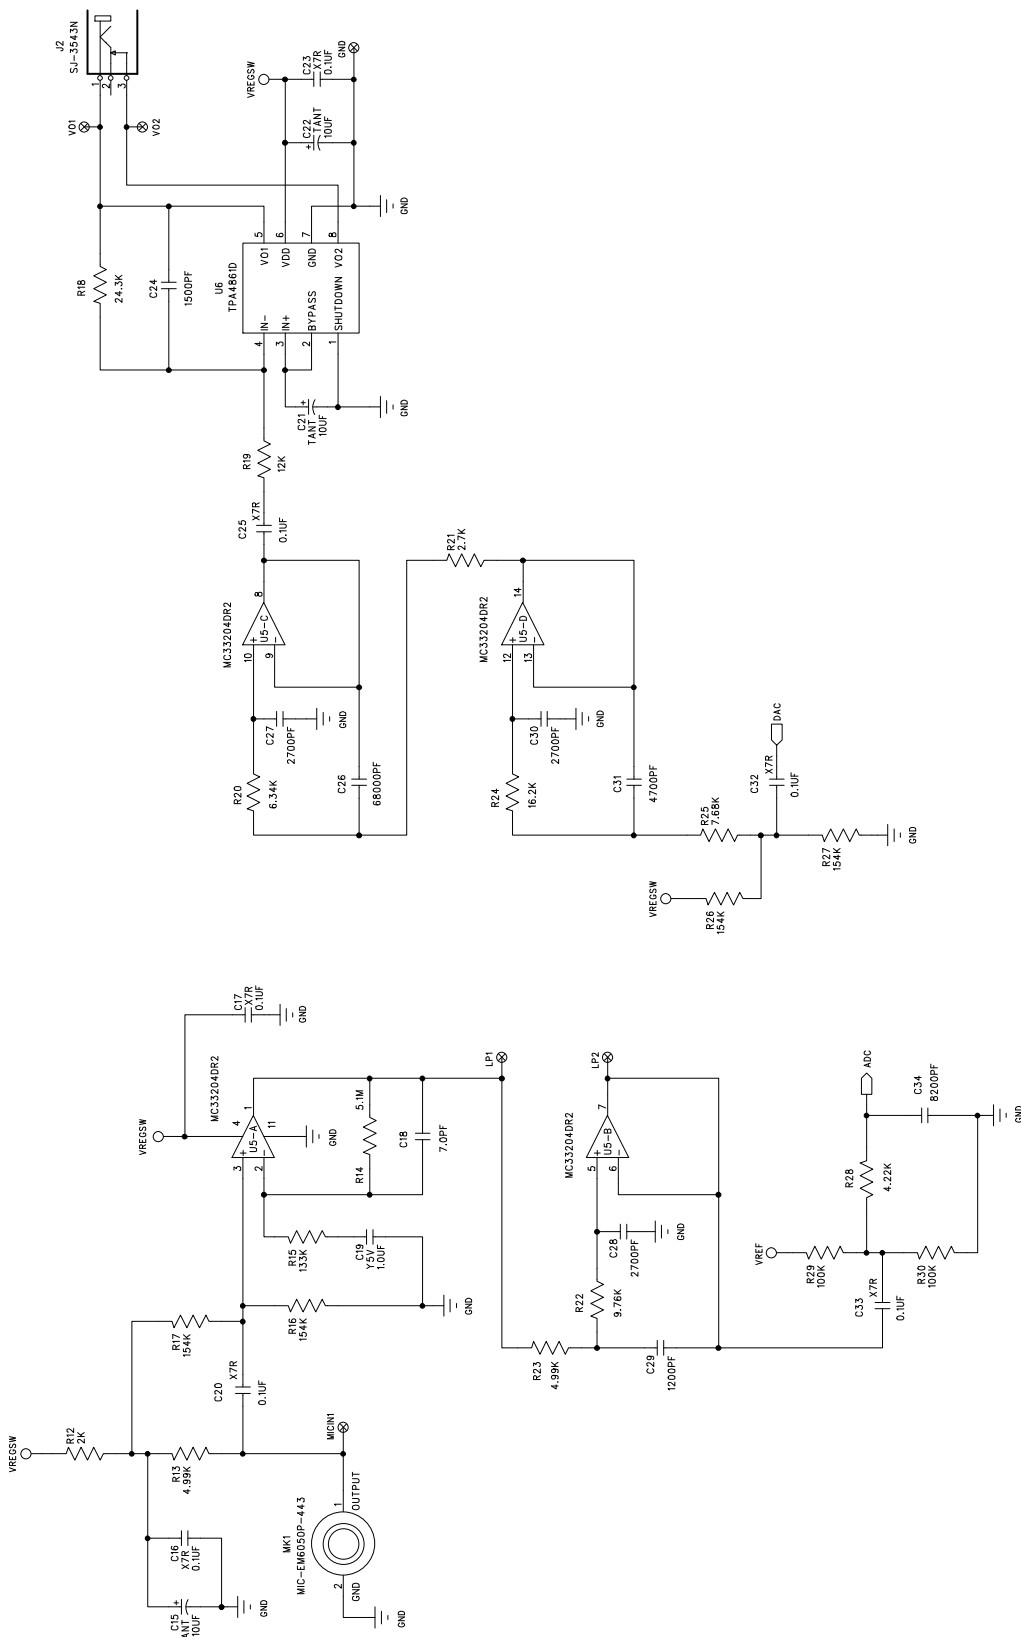 J2
SJ-3543N
1
2
3
VO1
VO2
VREGSW
C23
X7R
0.1UF
GND
C22
TANT
10UF
+
GND
R18
24.3K
C24
1500PF
5
6
7
8
VO1
VDD
GND
VO2
U6
TPA4861D
IN-
IN+
BYPASS
SHUTDOWN
4
3
2
1
C21
TANT
10UF
+
GND
R19
12K
C25
X7R
0.1UF
MC33204DR2
8
U5-C
+
-
10
9
C27
2700PF
GND
R20
6.34K
C26
68000PF
R21
2.7K
MC33204DR2
14
U5-D
+
-
12
13
C30
2700PF
GND
R24
16.2K
C31
4700PF
R25
7.68K
DAC
C32
X7R
0.1UF
R27
154K
GND
VREGSW
R26
154K
C17
X7R
0.1UF
GND
VREGSW
MC33204DR2
4
1
11
U5-A
+
-
3
2
GND
5.1M
R14
C18
7.0PF
LP1
R15
133K
C19
Y5V
1.0UF
GND
R17
154K
R16
154K
C20
X7R
0.1UF
VREGSW
R12
2K
R13
4.99K
MICIN1
C16
X7R
0.1UF
C15
ANT
10UF
+
GND
MK1
MIC-EM6050P-443
1
OUTPUT
2
GND
GND
LP2
MC33204DR2
7
U5-B
+
-
5
6
C28
2700PF
GND
R22
9.76K
R23
4.99K
C29
1200PF
ADC
C34
8200PF
GND
R28
4.22K
VREF
R29
100K
R30
100K
C33
X7R
0.1UF